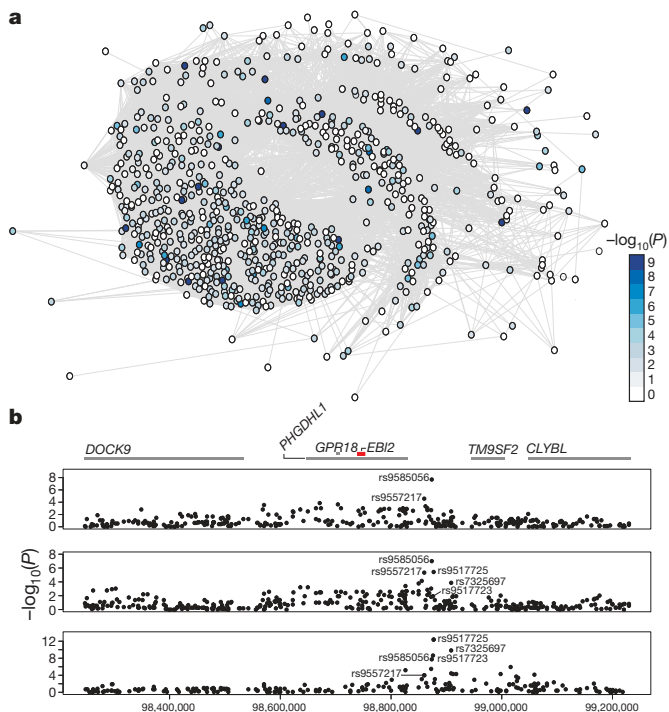 a
–log10(P)
9
8
7
6
5
4
3
2
1
0
b
PHGDHL1
DOCK9
GPR18
EBI2
TM9SF2
CLYBL
–log10(P)
8
6
4
2
0
rs9585056
rs9557217
8
6
4
2
0
rs9585056
rs9557217
rs9517725
rs7325697
rs9517723
12
10
8
6
4
2
0
rs9517725
rs7325697
rs9585056
rs9517723
rs9557217
98,400,000
98,600,000
98,800,000
99,000,000
99,200,000